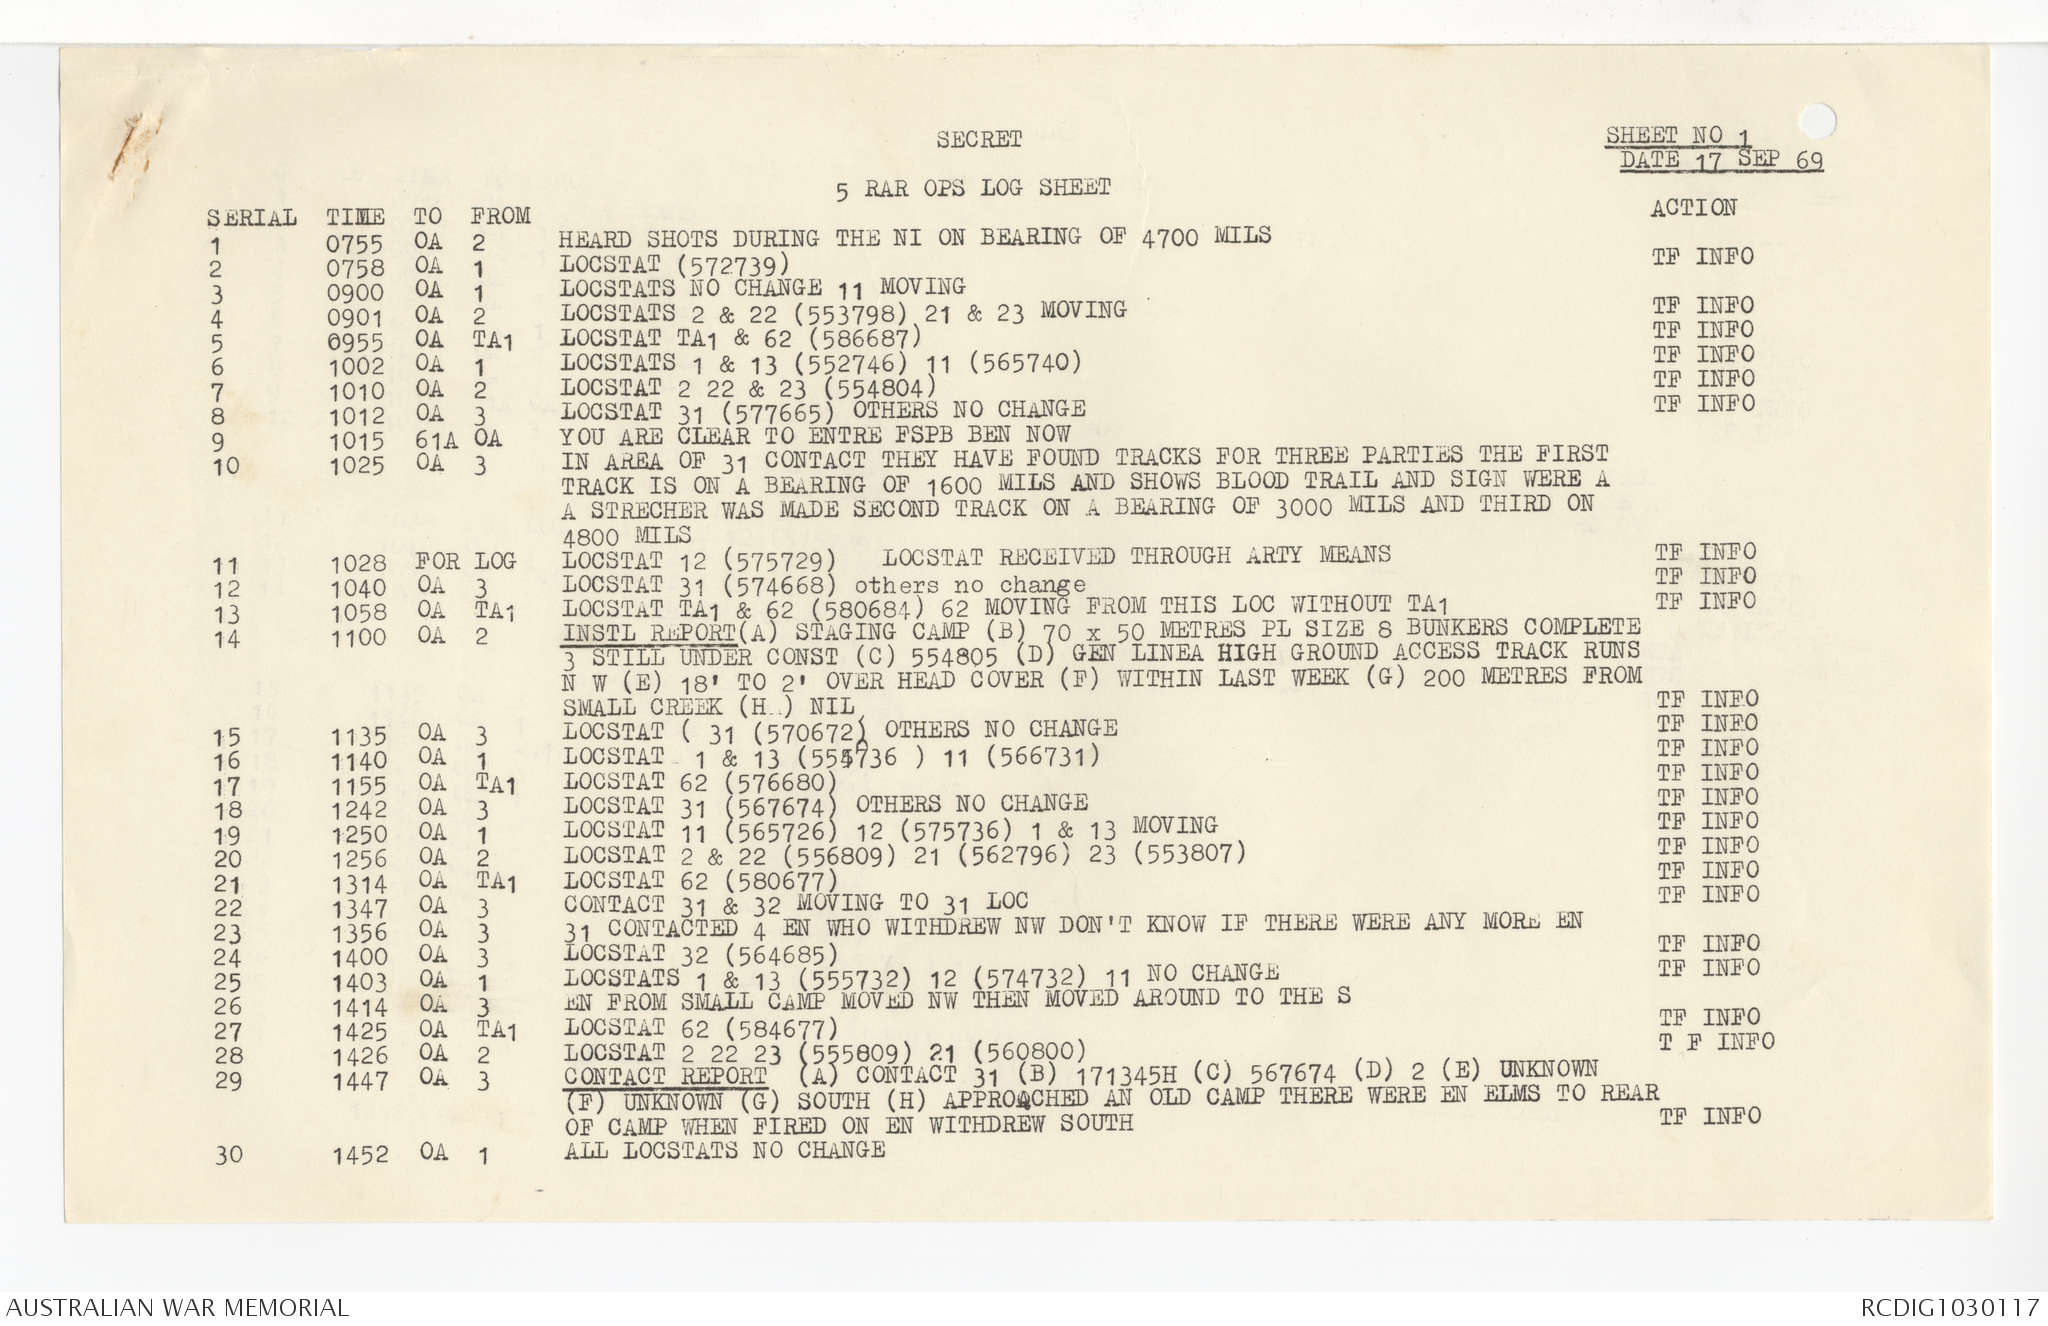 SECRET
SHEET NO 1
DATE 17 SEP 69
5 RAR OPS LOG SHEET
SERIAL TIME TO FROM ACTION
1 0755 OA 2 HEARD SHOTS DURING THE NI ON BEARING OF 4700 MILS
2 0758 OA 1 LOCSTAT (572739) TF INFO
3 0900 OA 1 LOCSTATS NO CHANGE 11 MOVING
4 0901 OA 2 LOCSTATS 2 & 22 (553798) 21 & 23 MOVING TF INFO
5 0955 OA TA1 LOCSTAT TA1 & 62 (586687) TF INFO
6 1002 OA 1 LOCSTATS 1 & 13 (552746) 11 (565740) TF INFO
7 1010 OA 2 LOCSTAT 2 22 & 23 (554804) TF INFO
8 1012 OA 3 LOCSTAT 31 (577665) OTHERS NO CHANGE TF INFO
9 1015 61A OA YOU ARE CLEAR TO ENTRE FSPB BEN NOW
10 1025 OA 3 IN AREA OF 31 CONTACT THEY HAVE FOUND TRACKS FOR THREE PARTIES THE FIRST
TRACK IS ON A BEARING OF 1600 MILS AND SHOWS BLOOD TRAIL AND SIGN WERE A
A STRECHER WAS MADE SECOND TRACK ON A BEARING OF 3000 MILS AND THIRD ON
4800 MILS
11 1028 FOR LOG LOCSTAT 12 (575729) LOCSTAT RECEIVED THROUGH ARTY MEANS TF INFO
12 1040 OA 3 LOCSTAT 31 (574668) others no change TF INFO
13 1058 OA TA1 LOCSTAT TA1 & 62 (580684) 62 MOVING FROM THIS LOC WITHOUT TA1 TF INFO
14 1100 OA 2 INSTL REPORT(A) STAGING CAMP (B) 70 x 50 METRES PL SIZE 8 BUNKERS COMPLETE
3 STILL UNDER CONST (C) 554805 (D) GEN LINEA HIGH GROUND ACCESS TRACK RUNS
N W (E) 18' TO 2' OVER HEAD COVER (F) WITHIN LAST WEEK (G) 200 METRES FROM
SMALL CREEK (H ) NIL TF INFO
15 1135 OA 3 LOCSTAT ( 31 (570672) OTHERS NO CHANGE TF INFO
16 1140 OA 1 LOCSTAT 1 & 13 (554736 ) 11 (566731) TF INFO
17 1155 OA TA1 LOCSTAT 62 (576680) TF INFO
18 1242 OA 3 LOCSTAT 31 (567674) OTHERS NO CHANGE TF INFO
19 1250 OA 1 LOCSTAT 11 (565726) 12 (575736) 1 & 13 MOVING TF INFO
20 1256 OA 2 LOCSTAT 2 & 22 (556809) 21 (562796) 23 (553807) TF INFO
21 1314 OA TA1 LOCSTAT 62 (580677) TF INFO
22 1347 OA 3 CONTACT 31 & 32 MOVING TO 31 LOC TF INFO
23 1356 OA 3 31 CONTACTED 4 EN WHO WITHDREW NW DON'T KNOW IF THERE WERE ANY MORE EN
24 1400 OA 3 LOCSTAT 32 (564685) TF INFO
25 1403 OA 1 LOCSTATS 1 & 13 (555732) 12 (574732) 11 NO CHANGE TF INFO
26 1414 OA 3 EN FROM SMALL CAMP MOVED NW THEN MOVED AROUND TO THE S
27 1425 OA TA1 LOCSTAT 62 (584677) TF INFO
28 1426 OA 2 LOCSTAT 2 22 23 (555809) 21 (560800) T F INFO
29 1447 OA 3 CONTACT REPORT (A) CONTACT 31 (B) 171345H (C) 567674 (D) 2 (E) UNKNOWN
(F) UNKNOWN (G) SOUTH (H) APPROACHED AN OLD CAMP THERE WERE EN ELMS TO REAR
OF CAMP WHEN FIRED ON EN WITHDREW SOUTH TF INFO
30 1452 OA 1 ALL LOCSTATS NO CHANGE
AUSTRALIAN WAR MEMORIAL
RCDIG1030117